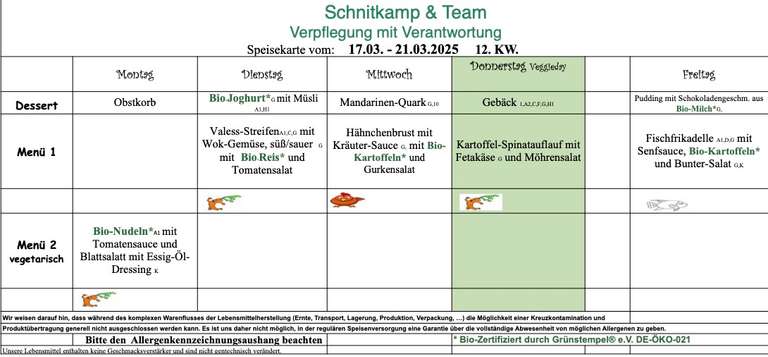 Schnitkamp & Team
Verpflegung mit Verantwortung
Speisekarte vom: 17.03. - 21.03.2025 12. KW.
Montag
Dienstag
Mittwoch
Donnerstag Veggieday
Freitag
Dessert
Obstkorb
Bio Joghurt*G mit Müsli
A3,H1
Mandarinen-Quark G,10
Gebäck 1,A2,C,F,G,H1
Pudding mit Schokoladengeschm. aus
Bio-Milch*G.
Menü 1
Valess-StreifenA1,C,G mit
Wok-Gemüse, süß/sauer G
mit Bio Reis* und
Tomatensalat
Hähnchenbrust mit
Kräuter-Sauce G. mit Bio-
Kartoffeln* und
Gurkensalat
Kartoffel-Spinatauflauf mit
Fetakäse G und Möhrensalat
Fischfrikadelle A1,D,G mit
Senfsauce, Bio-Kartoffeln*
und Bunter-Salat G,K
Menü 2
vegetarisch
Bio-Nudeln*A1 mit
Tomatensauce und
Blattsalatt mit Essig-Öl-
Dressing K
Wir weisen darauf hin, dass während des komplexen Warenflusses der Lebensmittelherstellung (Ernte, Transport, Lagerung, Produktion, Verpackung, ...) die Möglichkeit einer Kreuzkontamination und
Produktübertragung generell nicht ausgeschlossen werden kann. Es ist uns daher nicht möglich, in der regulären Speisenversorgung eine Garantie über die vollständige Abwesenheit von möglichen Allergenen zu geben.
Bitte den Allergenkennzeichnungsaushang beachten
* Bio-Zertifiziert durch Grünstempel® e.V. DE-ÖKO-021
Unsere Lebensmittel enthalten keine Geschmacksverstärker und sind nicht gentechnisch verändert.